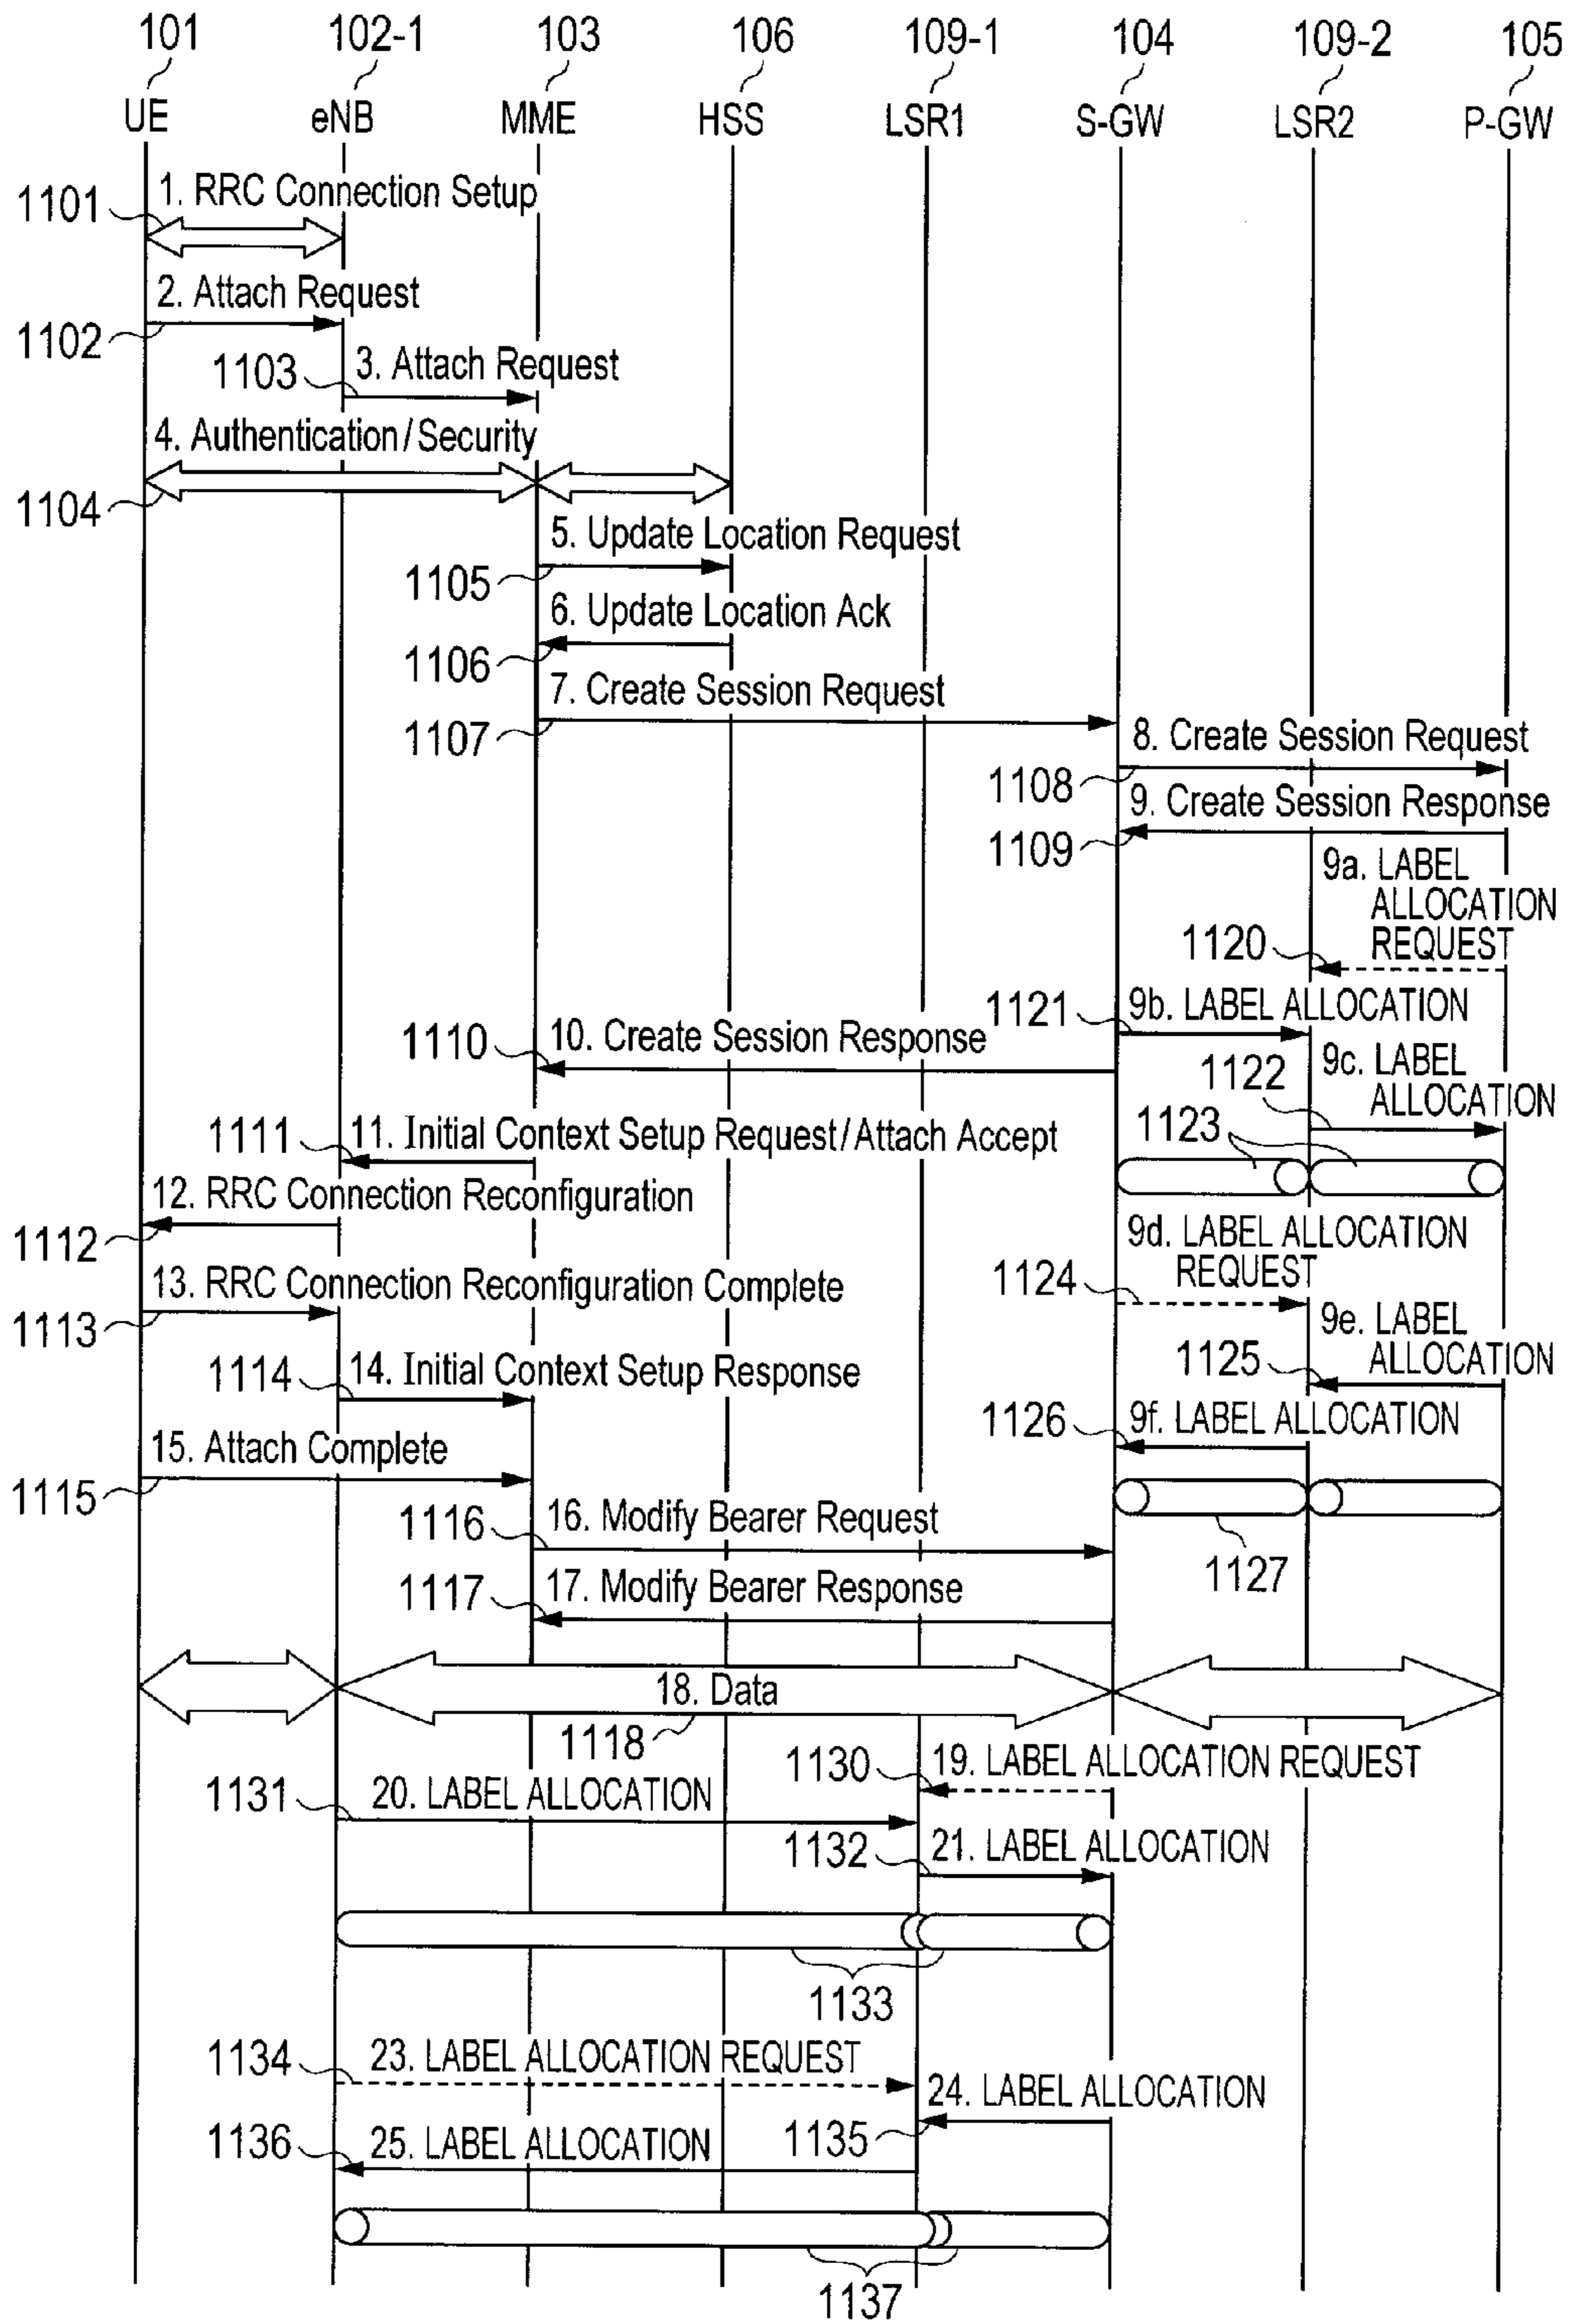 101 102-1 103 106 109-1 104 109-2 105
UE eNB MME HSS LSR1 S-GW LSR2 P-GW
1. RRC Connection Setup
1101
2. Attach Request
1102
3. Attach Request
1103
4. Authentication/Security
1104
5. Update Location Request
1105
6. Update Location Ack
1106
7. Create Session Request
1107
8. Create Session Request
1108
9. Create Session Response
1109
9a. LABEL
ALLOCATION
REQUEST
1120
9b. LABEL ALLOCATION
1121
10. Create Session Response
1110
9c. LABEL
ALLOCATION
1122
1123
11. Initial Context Setup Request/Attach Accept
1111
12. RRC Connection Reconfiguration
1112
9d. LABEL ALLOCATION
REQUEST
1124
13. RRC Connection Reconfiguration Complete
1113
9e. LABEL
ALLOCATION
1125
14. Initial Context Setup Response
1114
9f. LABEL ALLOCATION
1126
15. Attach Complete
1115
16. Modify Bearer Request
1116
1127
17. Modify Bearer Response
1117
18. Data
1118
19. LABEL ALLOCATION REQUEST
1130
20. LABEL ALLOCATION
1131
21. LABEL ALLOCATION
1132
1133
23. LABEL ALLOCATION REQUEST
1134
24. LABEL ALLOCATION
1135
25. LABEL ALLOCATION
1136
1137